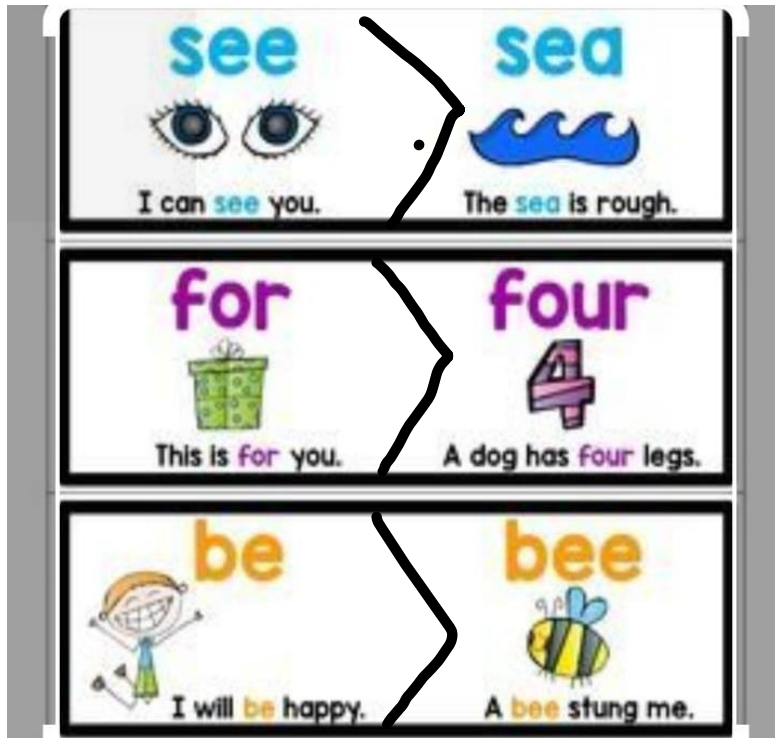 see
sea
I can see you.
The sea is rough.
for
four
4
This is for you.
A dog has four legs.
be
bee
I will be happy.
A bee stung me.